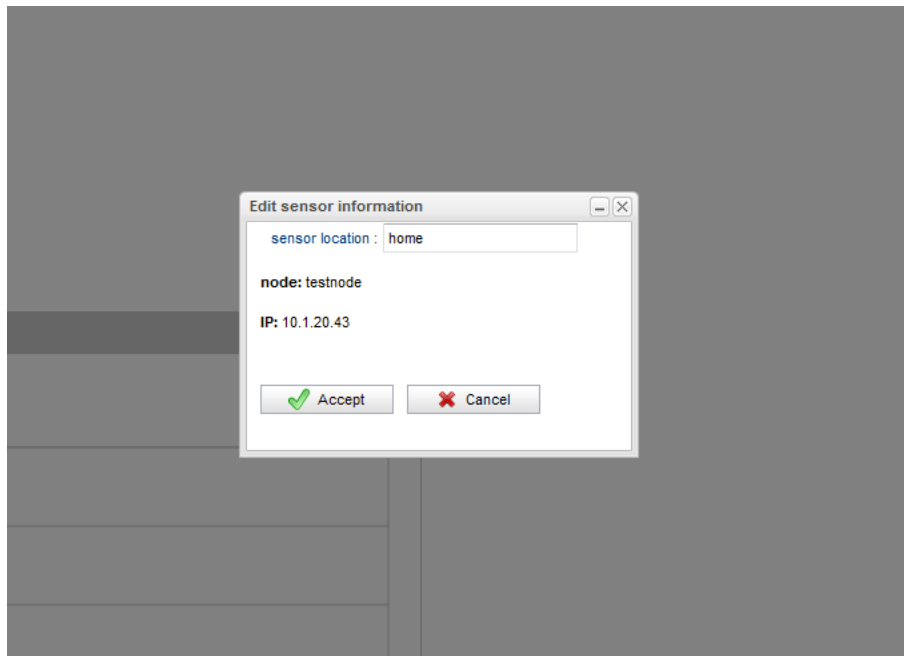 Edit sensor information
sensor location : home
node: testnode
IP: 10.1.20.43
Accept Cancel